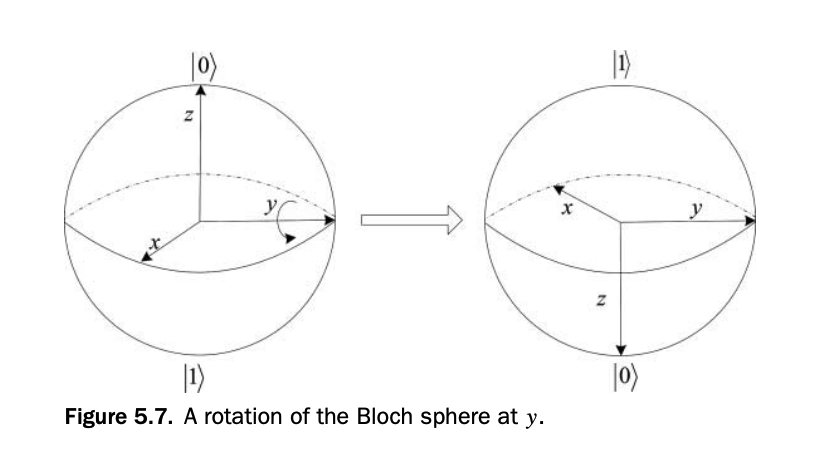 |0⟩
z
y
x
|1⟩
|1⟩
x
y
z
|0⟩
Figure 5.7. A rotation of the Bloch sphere at y.